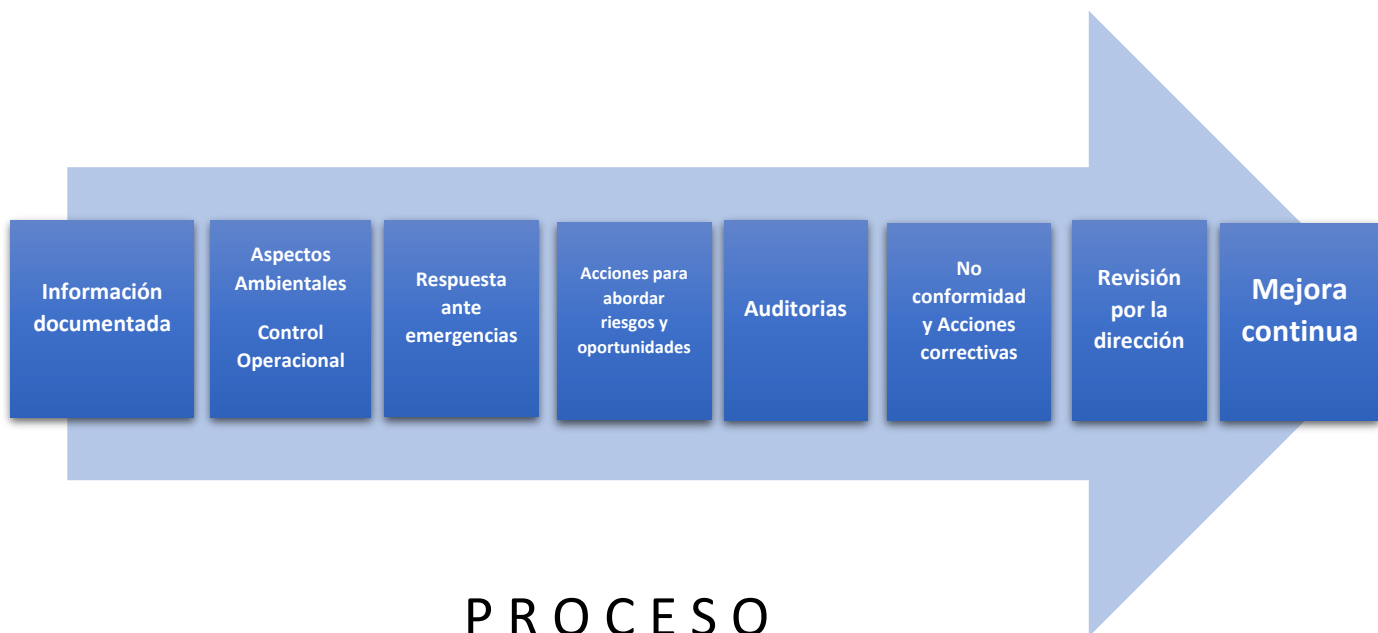 Información
documentada
Aspectos
Ambientales
Control
Operacional
Respuesta
ante
emergencias
Acciones para
abordar
riesgos y
oportunidades
Auditorias
No
conformidad
y Acciones
correctivas
Revisión
por la
dirección
Mejora
continua
PROCESO